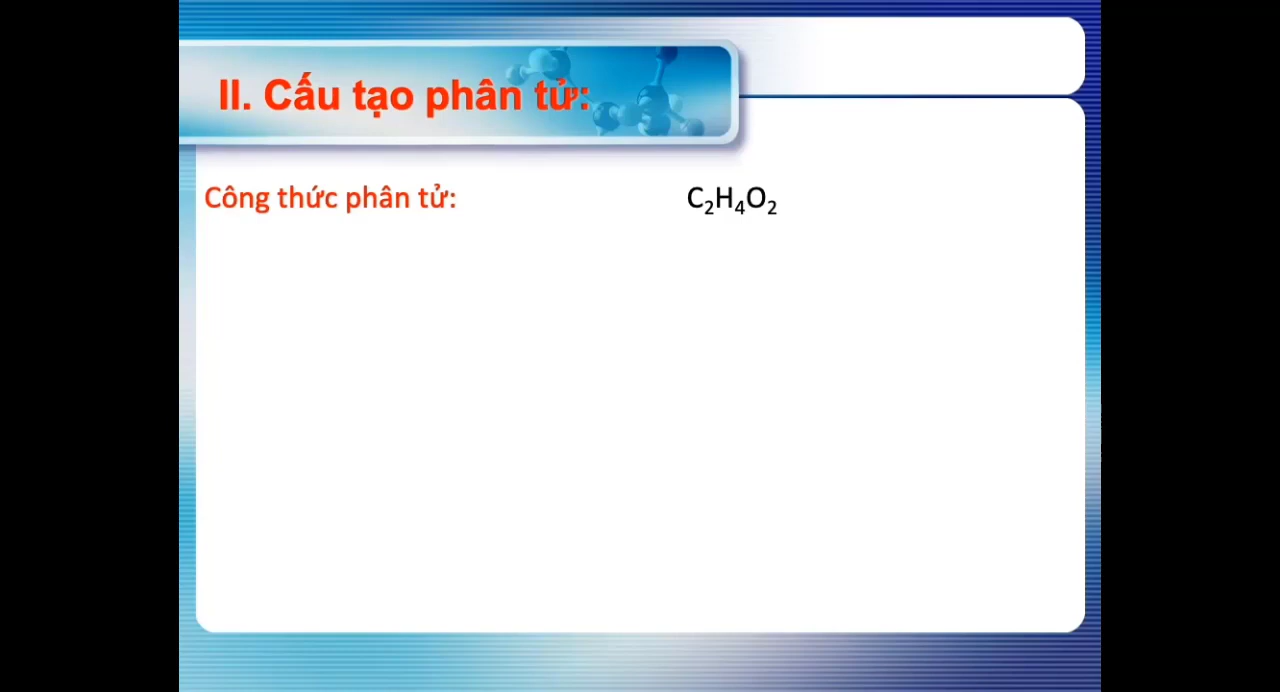 II. Cấu tạo phân tử:
Công thức phân tử: C₂H₄O₂